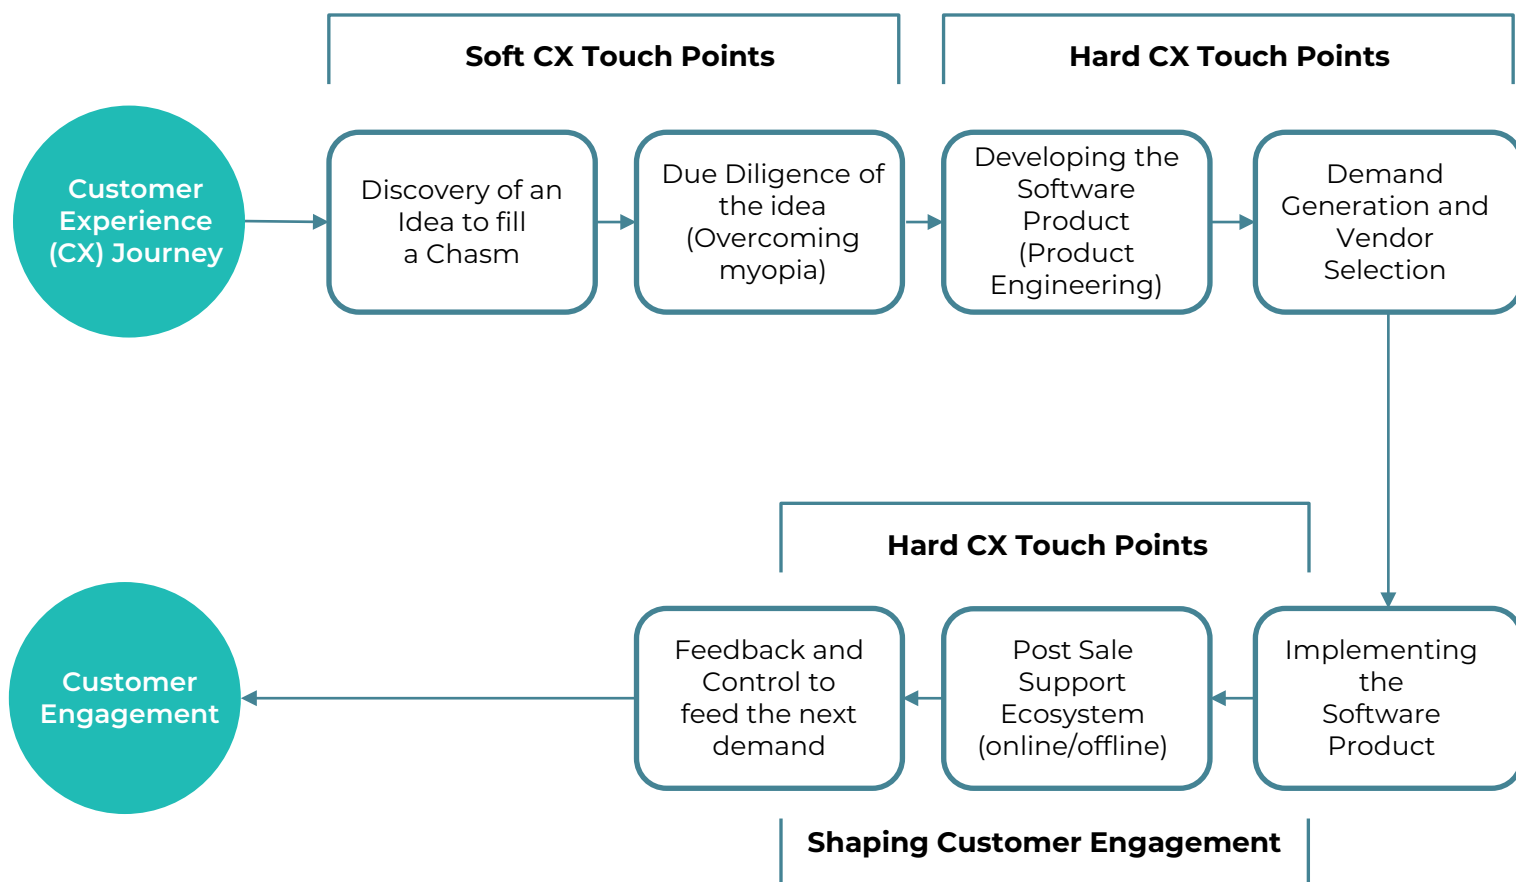 Soft CX Touch Points
Hard CX Touch Points
Customer
Experience
(CX) Journey
Discovery of an
Idea to fill
a Chasm
Due Diligence of
the idea
(Overcoming
myopia)
Developing the
Software
Product
(Product
Engineering)
Demand
Generation and
Vendor
Selection
Hard CX Touch Points
Customer
Engagement
Feedback and
Control to
feed the next
demand
Post Sale
Support
Ecosystem
(online/offline)
Implementing
the
Software
Product
Shaping Customer Engagement